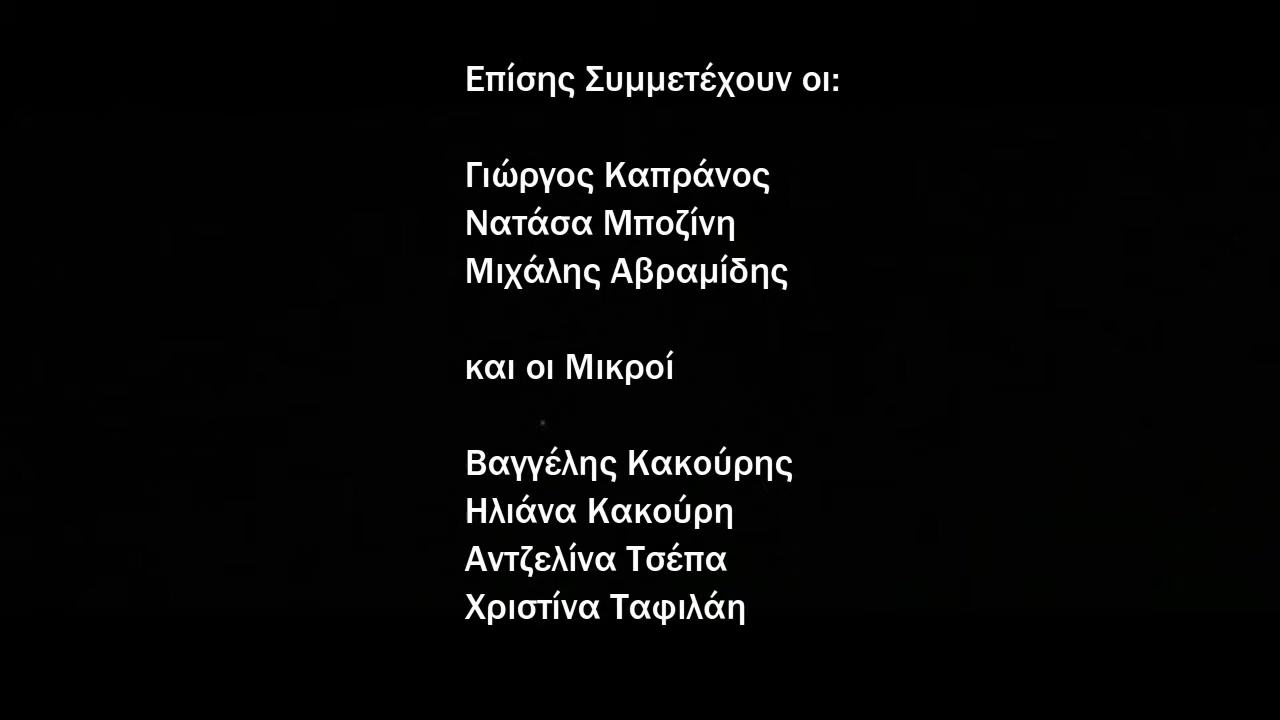 Επίσης Συμμετέχουν οι:
Γιώργος Καπράνος
Νατάσα Μποζίνη
Μιχάλης Αβραμίδης
και οι Μικροί
Βαγγέλης Κακούρης
Ηλιάνα Κακούρη
Αντζελίνα Τσέπα
Χριστίνα Ταφιλάη